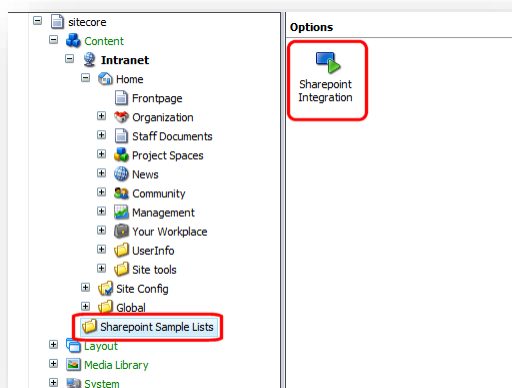 sitecore
Content
Intranet
Home
Frontpage
Organization
Staff Documents
Project Spaces
News
Community
Management
Your Workplace
UserInfo
Site tools
Site Config
Global
Sharepoint Sample Lists
Layout
Media Library
System
Options
Sharepoint
Integration